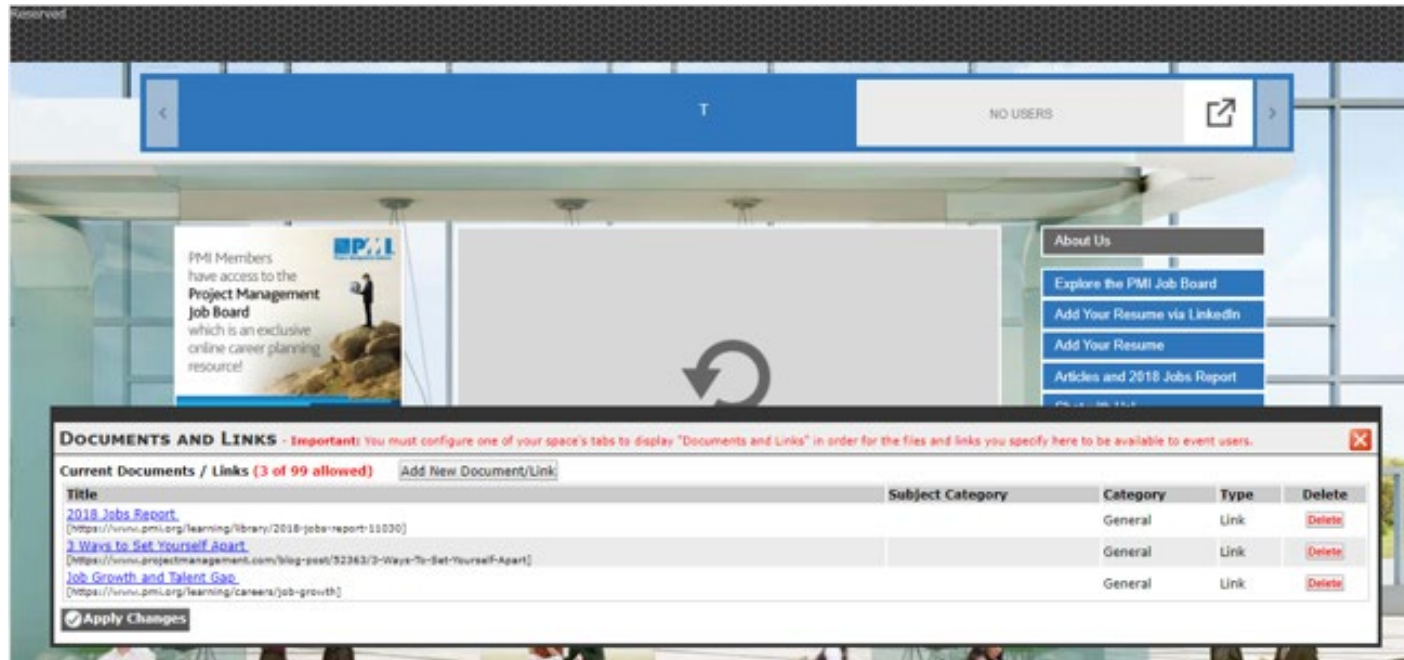 Reserved
<
T
NO USERS
>
PMI
PMI Members
have access to the
Project Management
Job Board
which is an exclusive
online career planning
resource!
About Us
Explore the PMI Job Board
Add Your Resume via LinkedIn
Add Your Resume
Articles and 2018 Jobs Report
DOCUMENTS AND LINKS - Important: You must configure one of your space's tabs to display "Documents and Links" in order for the files and links you specify here to be available to event users.
Current Documents / Links (3 of 99 allowed) Add New Document/Link
Title Subject Category Category Type Delete
2018 Jobs Report General Link Delete
[https://www.pmi.org/learning/library/2018-jobs-report-11030]
3 Ways to Set Yourself Apart General Link Delete
[https://www.projectmanagement.com/blog-post/52363/3-Ways-To-Set-Yourself-Apart]
Job Growth and Talent Gap General Link Delete
[https://www.pmi.org/learning/careers/job-growth]
Apply Changes